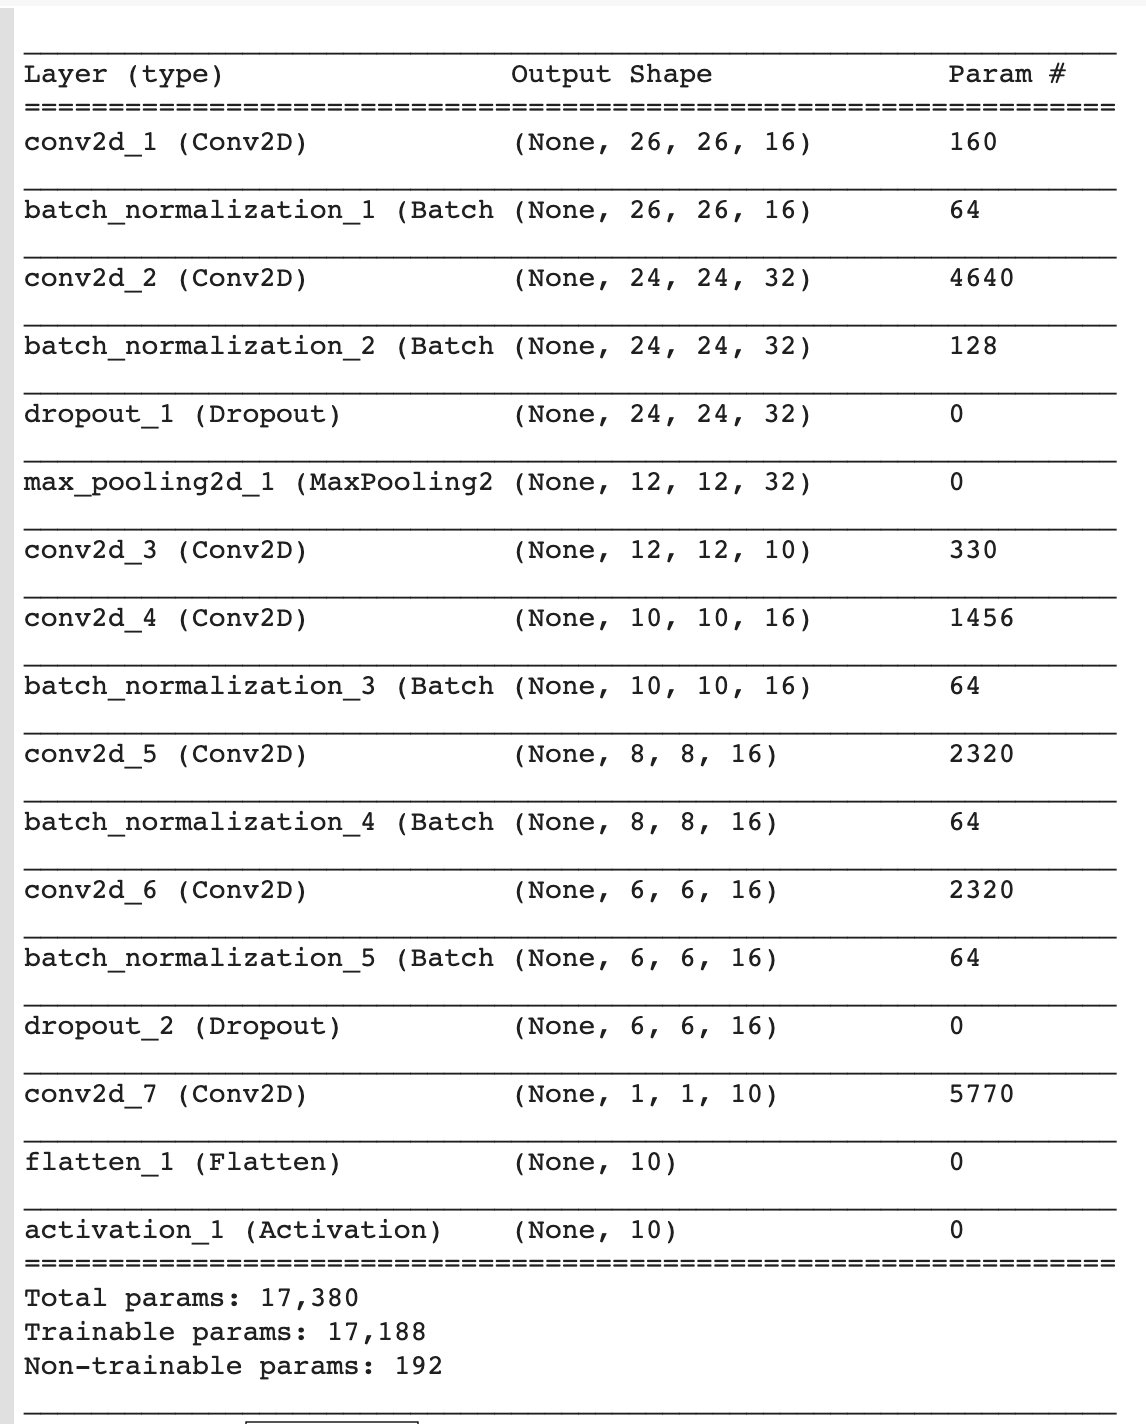 Layer (type) Output Shape Param #
=================================================================
conv2d_1 (Conv2D) (None, 26, 26, 16) 160
batch_normalization_1 (Batch (None, 26, 26, 16) 64
conv2d_2 (Conv2D) (None, 24, 24, 32) 4640
batch_normalization_2 (Batch (None, 24, 24, 32) 128
dropout_1 (Dropout) (None, 24, 24, 32) 0
max_pooling2d_1 (MaxPooling2 (None, 12, 12, 32) 0
conv2d_3 (Conv2D) (None, 12, 12, 10) 330
conv2d_4 (Conv2D) (None, 10, 10, 16) 1456
batch_normalization_3 (Batch (None, 10, 10, 16) 64
conv2d_5 (Conv2D) (None, 8, 8, 16) 2320
batch_normalization_4 (Batch (None, 8, 8, 16) 64
conv2d_6 (Conv2D) (None, 6, 6, 16) 2320
batch_normalization_5 (Batch (None, 6, 6, 16) 64
dropout_2 (Dropout) (None, 6, 6, 16) 0
conv2d_7 (Conv2D) (None, 1, 1, 10) 5770
flatten_1 (Flatten) (None, 10) 0
activation_1 (Activation) (None, 10) 0
=================================================================
Total params: 17,380
Trainable params: 17,188
Non-trainable params: 192